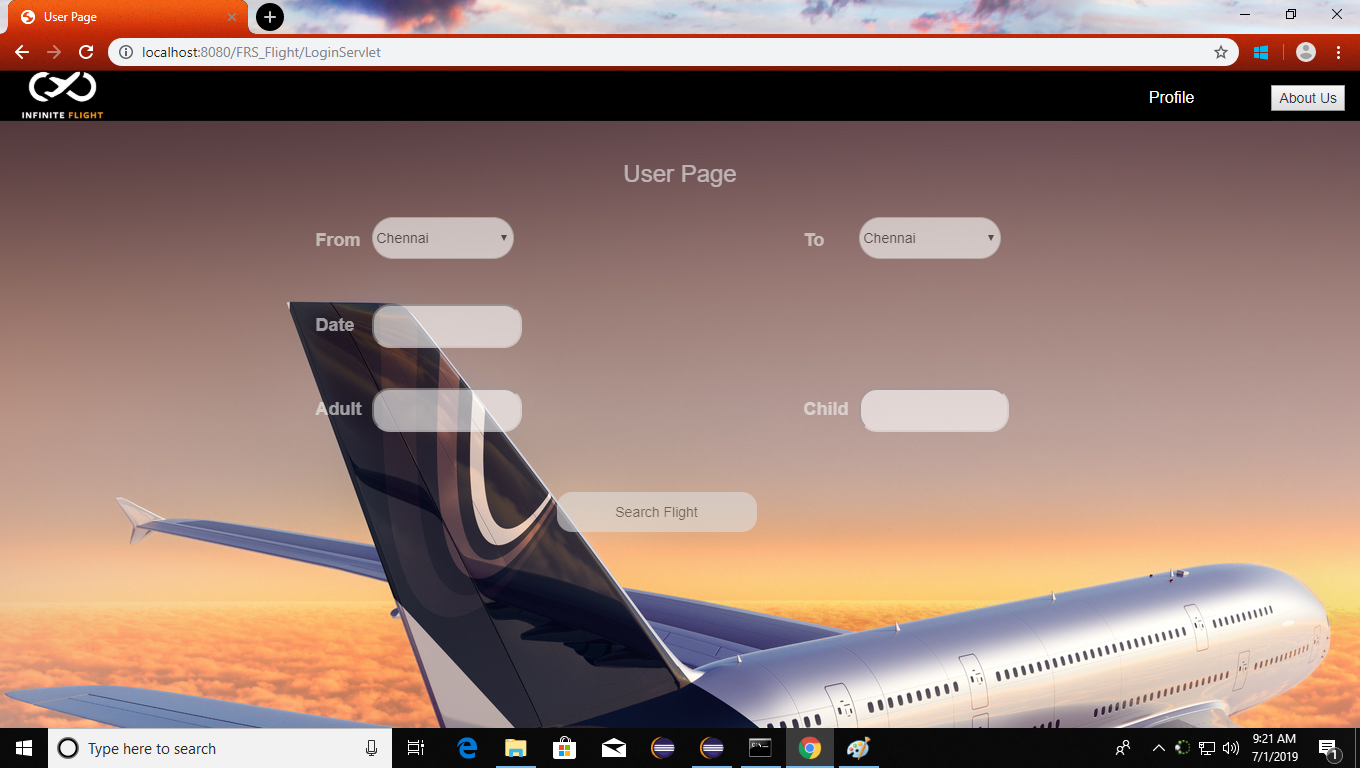 User Page
localhost:8080/FRS_Flight/LoginServlet
INFINITE FLIGHT
Profile
About Us
User Page
From
Chennai
To
Chennai
Date
Adult
Child
Search Flight
Type here to search
9:21 AM
7/1/2019
1